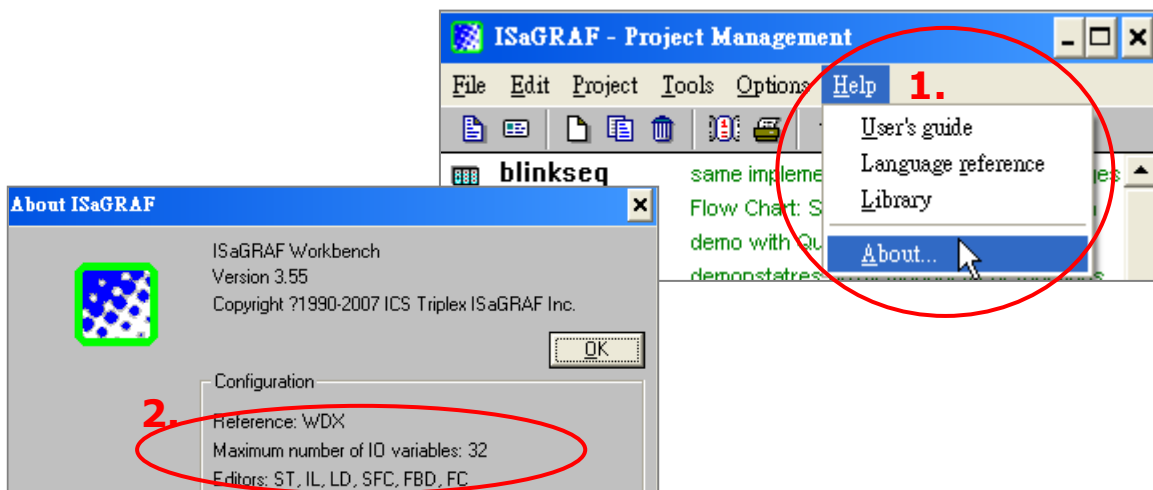 ISaGRAF - Project Management
File Edit Project Tools Options Help
1.
User's guide
Language reference
Library
About...
blinkseq
same impleme
Flow Chart: S
demo with Qu
demonstatres
About ISaGRAF
ISaGRAF Workbench
Version 3.55
Copyright ?1990-2007 ICS Triplex ISaGRAF Inc.
OK
Configuration
2.
Reference: WDX
Maximum number of IO variables: 32
Editors: ST, IL, LD, SFC, FBD, FC